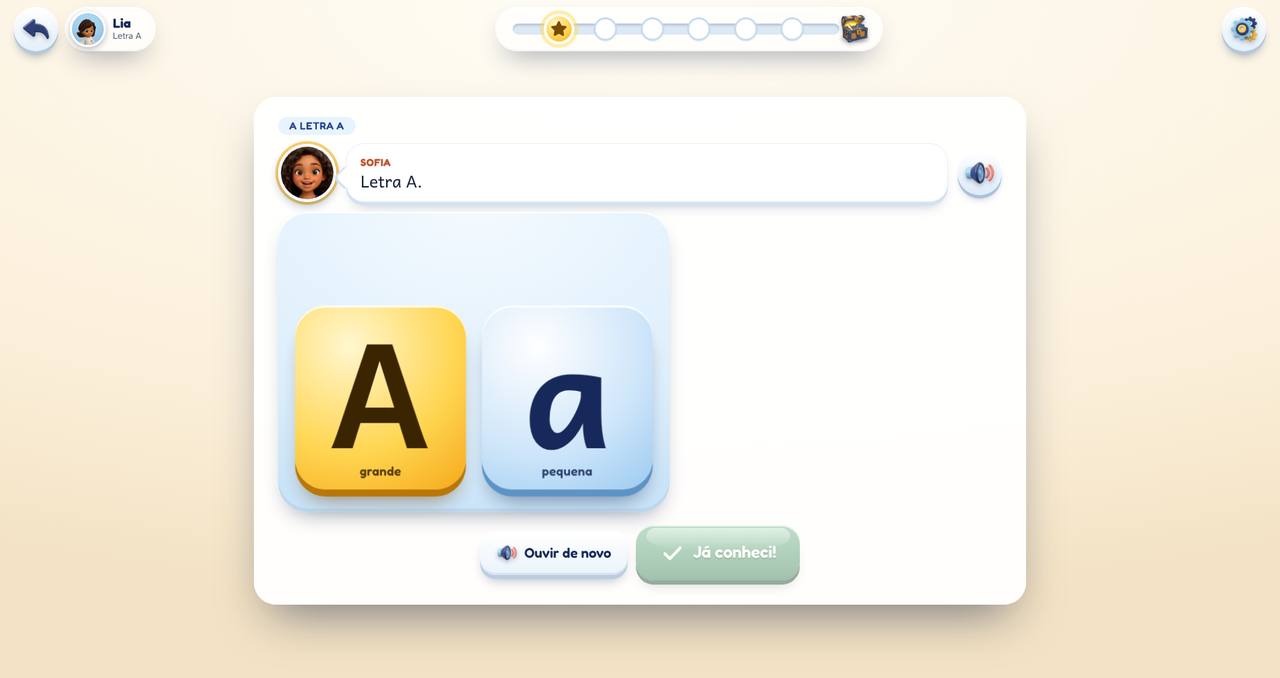 Lia
Letra A
A LETRA A
SOFIA
Letra A.
A
grande
a
pequena
Ouvir de novo
Já conheci!